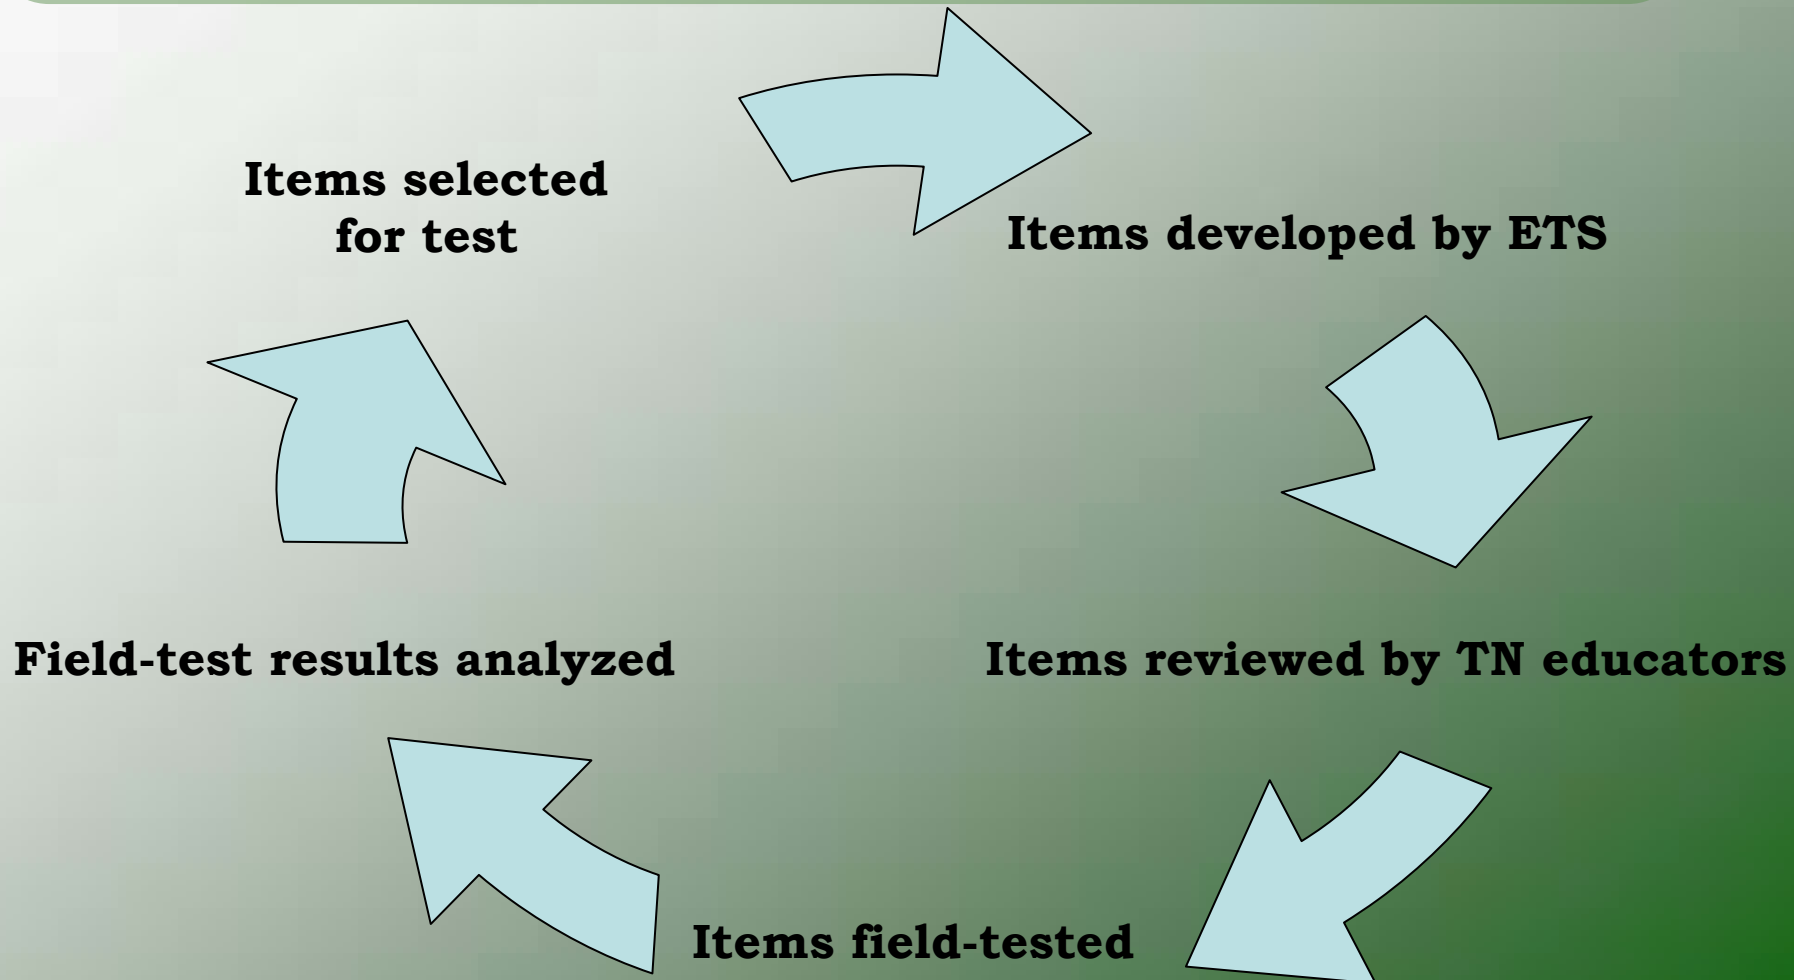 Items selected
for test
Items developed by ETS
Field-test results analyzed
Items reviewed by TN educators
Items field-tested